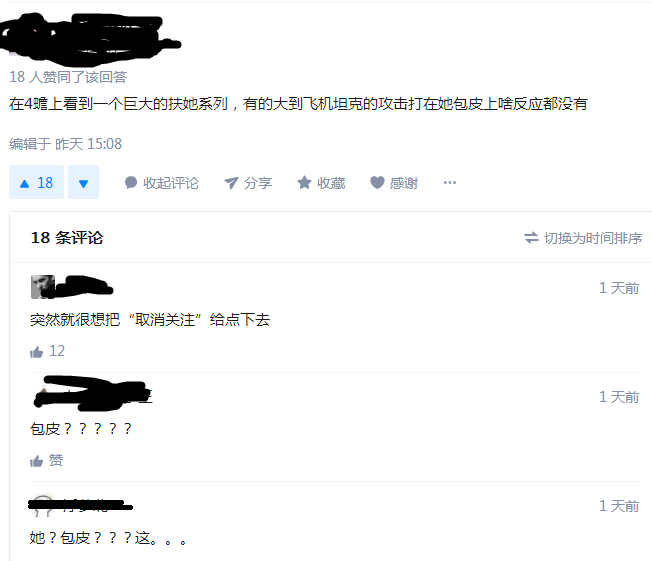 18 人赞同了该回答
在4蟾上看到一个巨大的扶她系列，有的大到飞机坦克的攻击打在她包皮上啥反应都没有
编辑于 昨天 15:08
18 收起评论 分享 收藏 感谢 ···
18 条评论 切换为时间排序
1 天前
突然就很想把“取消关注”给点下去
12
1 天前
包皮？？？？？
赞
1 天前
她？包皮？？？这。。。